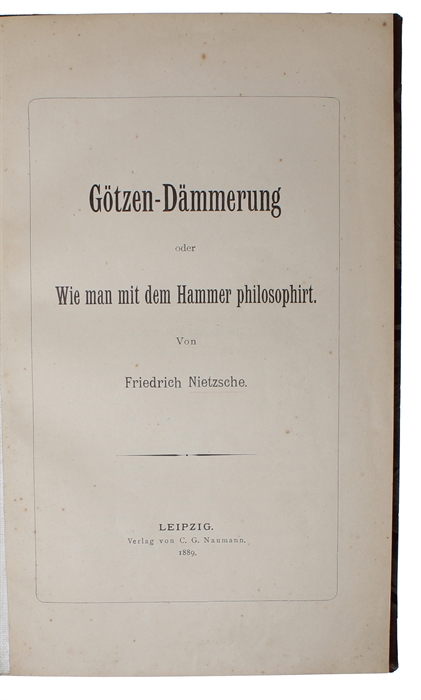 Götzen-Dämmerung
oder
Wie man mit dem Hammer philosophirt.
Von
Friedrich Nietzsche.
LEIPZIG.
Verlag von C. G. Naumann.
1889.